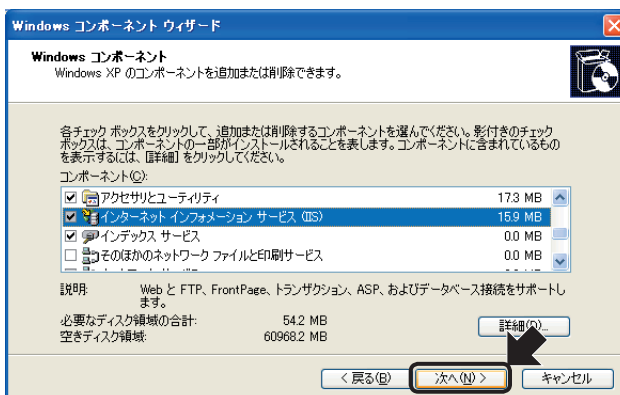 Windows コンポーネント ウィザード
Windows コンポーネント
Windows XP のコンポーネントを追加または削除できます。
各チェック ボックスをクリックして、追加または削除するコンポーネントを選んでください。影付きのチェック
ボックスは、コンポーネントの一部がインストールされることを表します。コンポーネントに含まれているもの
を表示するには、[詳細] をクリックしてください。
コンポーネント(C):
アクセサリとユーティリティ 17.3 MB
インターネット インフォメーション サービス (IIS) 15.9 MB
インデックス サービス 0.0 MB
そのほかのネットワーク ファイルと印刷サービス 0.0 MB
説明: Web と FTP、FrontPage、トランザクション、ASP、およびデータベース接続をサポートし
ます。
必要なディスク領域の合計: 54.2 MB
空きディスク領域: 60968.2 MB
詳細(D)...
< 戻る(B) 次へ(N) > キャンセル